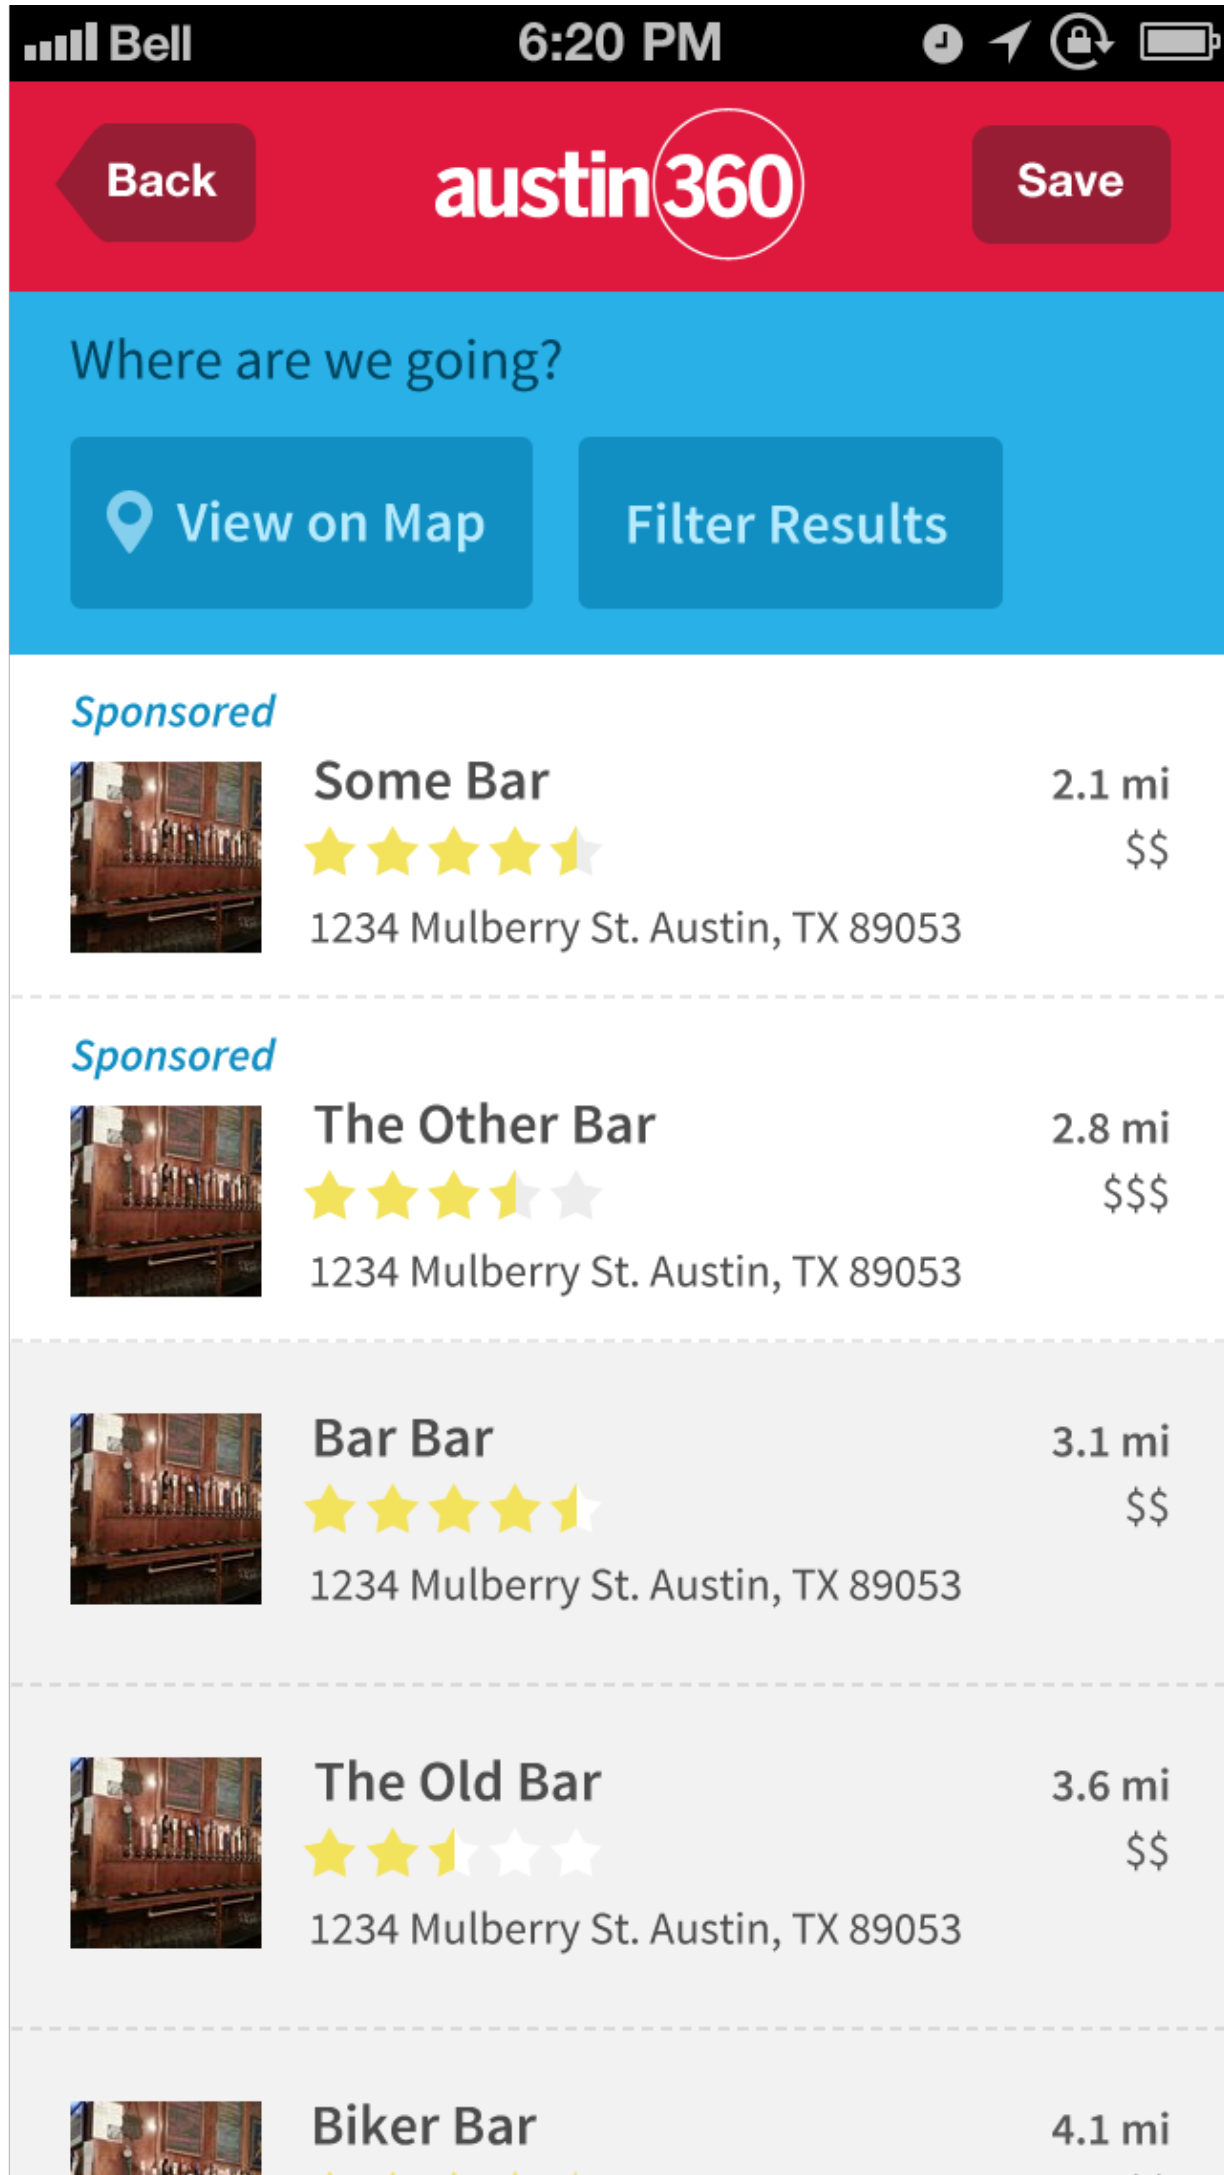 Bell 6:20 PM
Back austin 360 Save
Where are we going?
View on Map Filter Results
Sponsored
Some Bar 2.1 mi
$$
1234 Mulberry St. Austin, TX 89053
Sponsored
The Other Bar 2.8 mi
$$$
1234 Mulberry St. Austin, TX 89053
Bar Bar 3.1 mi
$$
1234 Mulberry St. Austin, TX 89053
The Old Bar 3.6 mi
$$
1234 Mulberry St. Austin, TX 89053
Biker Bar 4.1 mi